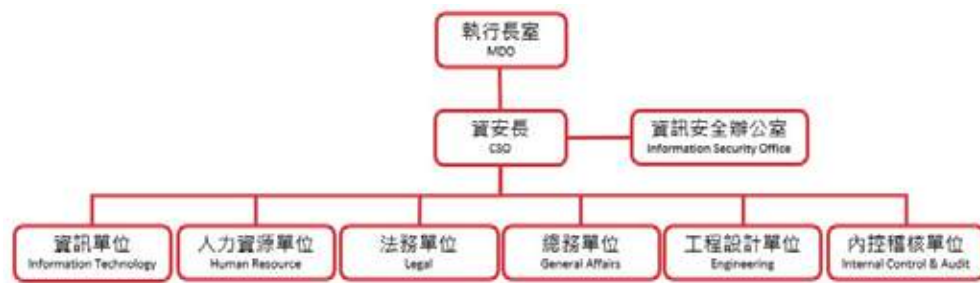 執行長室
MDO
資安長
CSO
資訊安全辦公室
Information Security Office
資訊單位
Information Technology
人力資源單位
Human Resource
法務單位
Legal
總務單位
General Affairs
工程設計單位
Engineering
內控稽核單位
Internal Control & Audit